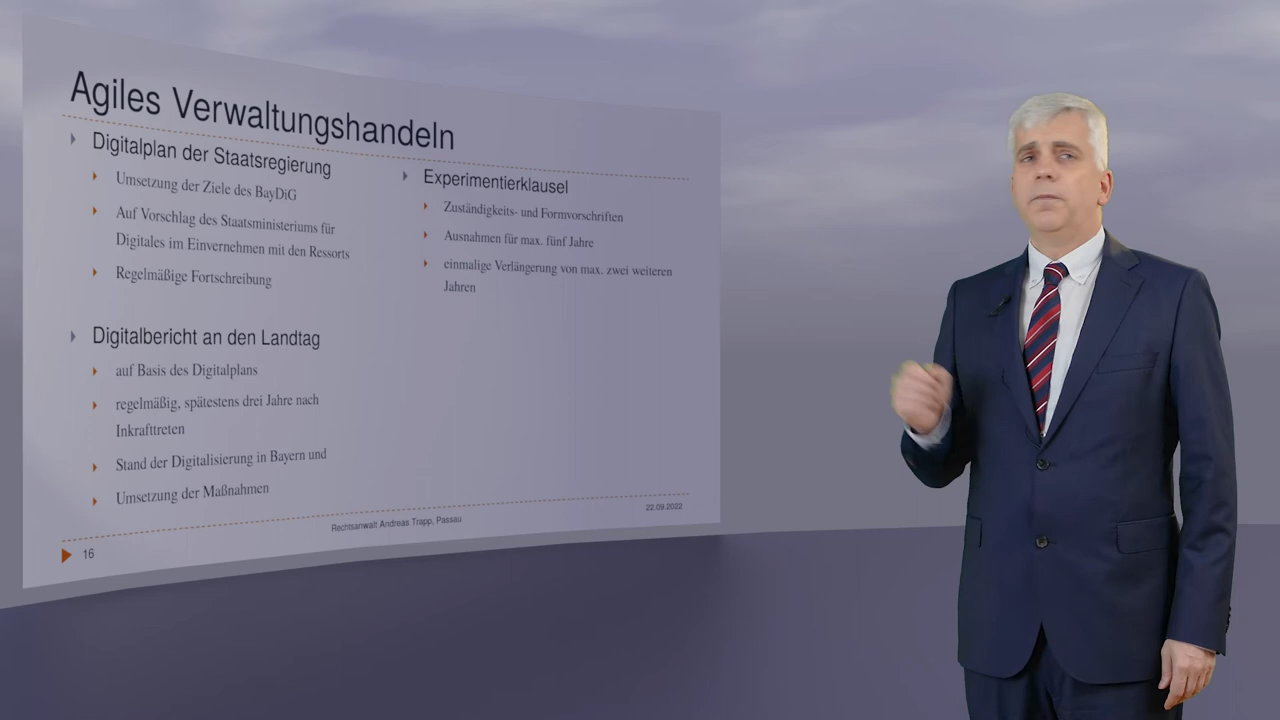 Agiles Verwaltungshandeln
Digitalplan der Staatsregierung
Umsetzung der Ziele des BayDiG
Auf Vorschlag des Staatsministeriums für
Digitales im Einvernehmen mit den Ressorts
Regelmäßige Fortschreibung
Digitalbericht an den Landtag
auf Basis des Digitalplans
regelmäßig, spätestens drei Jahre nach
Inkrafttreten
Stand der Digitalisierung in Bayern und
Umsetzung der Maßnahmen
Experimentierklausel
Zuständigkeits- und Formvorschriften
Ausnahmen für max. fünf Jahre
einmalige Verlängerung von max. zwei weiteren
Jahren
16
Rechtsanwalt Andreas Trapp, Passau
22.09.2022